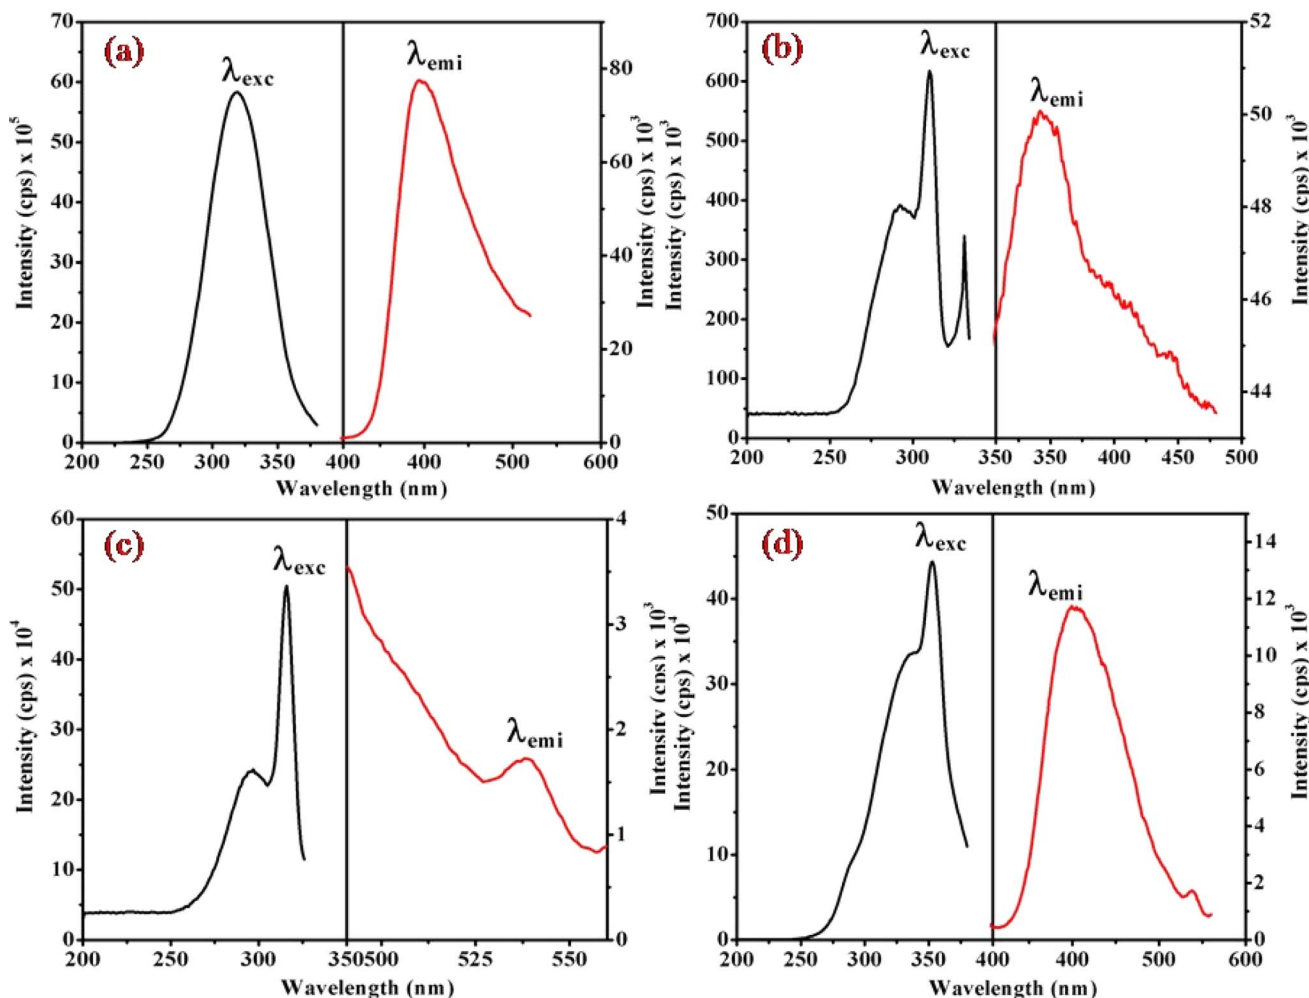 (a)
λexc
λemi
70
60
50
40
30
20
10
0
80
60
40
20
0
200 250 300 350 400 400 500 600
Intensity (cps) x 10^5
Intensity (cps) x 10^3
Wavelength (nm)
(b)
λexc
λemi
700
600
500
400
300
200
100
0
52
50
48
46
44
200 250 300 350 350 400 450 500
Intensity (cps) x 10^3
Intensity (cps) x 10^3
Wavelength (nm)
(c)
λexc
λemi
60
50
40
30
20
10
0
4
3
2
1
0
200 250 300 350 500 525 550
Intensity (cps) x 10^4
Intensity (cps) x 10^3
Wavelength (nm)
(d)
λexc
λemi
50
40
30
20
10
0
14
12
10
8
6
4
2
0
200 250 300 350 400 400 500 600
Intensity (cps) x 10^4
Intensity (cps) x 10^3
Wavelength (nm)